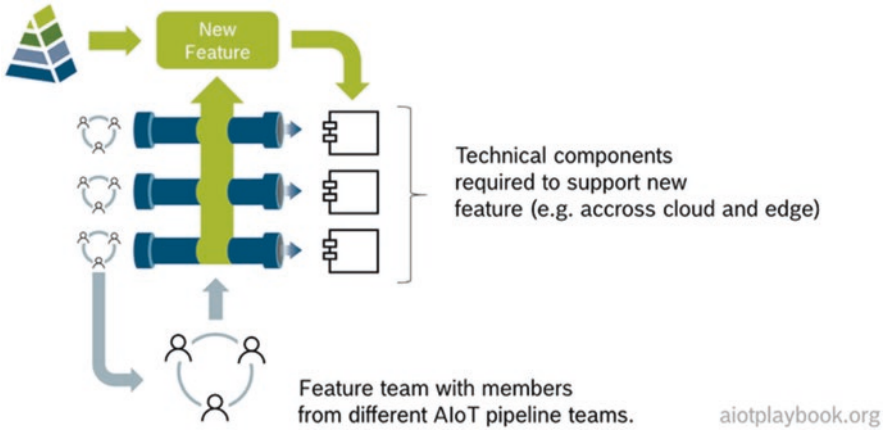 New
Feature
Technical components
required to support new
feature (e.g. accross cloud and edge)
Feature team with members
from different AIoT pipeline teams.
aiotplaybook.org